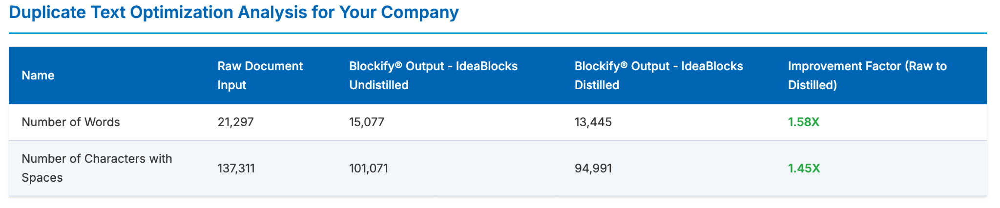 Duplicate Text Optimization Analysis for Your Company
Name
Raw Document
Input
Blockify® Output - IdeaBlocks
Undistilled
Blockify® Output - IdeaBlocks
Distilled
Improvement Factor (Raw to
Distilled)
Number of Words
21,297
15,077
13,445
1.58X
Number of Characters with
Spaces
137,311
101,071
94,991
1.45X